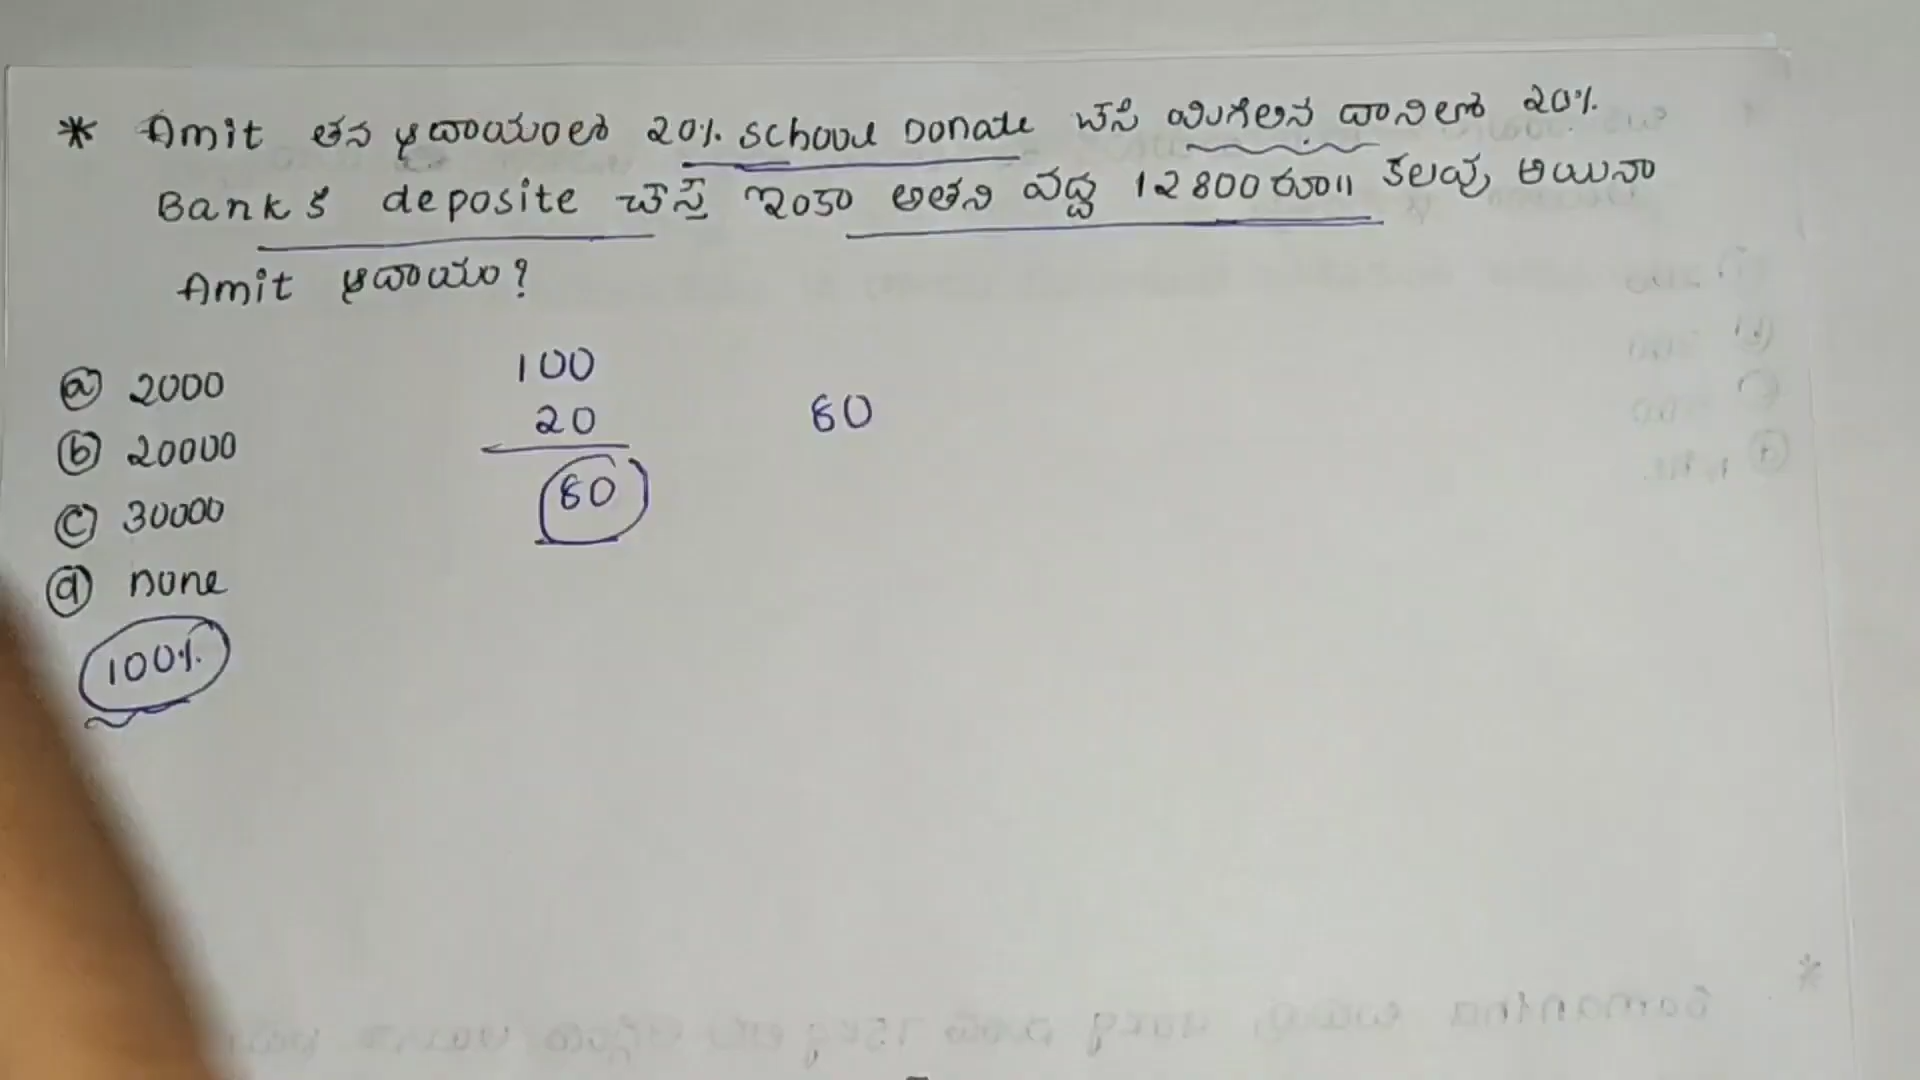 * Amit తన ఆదాయంలో 20% school Donate చేసి మిగిలిన దానిలో 20%
Bank కి deposite చేస్తే ఇంకా అతని వద్ద 12800 రూ॥ కలవు అయినా
Amit ఆదాయం?
ⓐ 2000
ⓑ 20000
ⓒ 30000
ⓓ none
100%
100
20
80
80